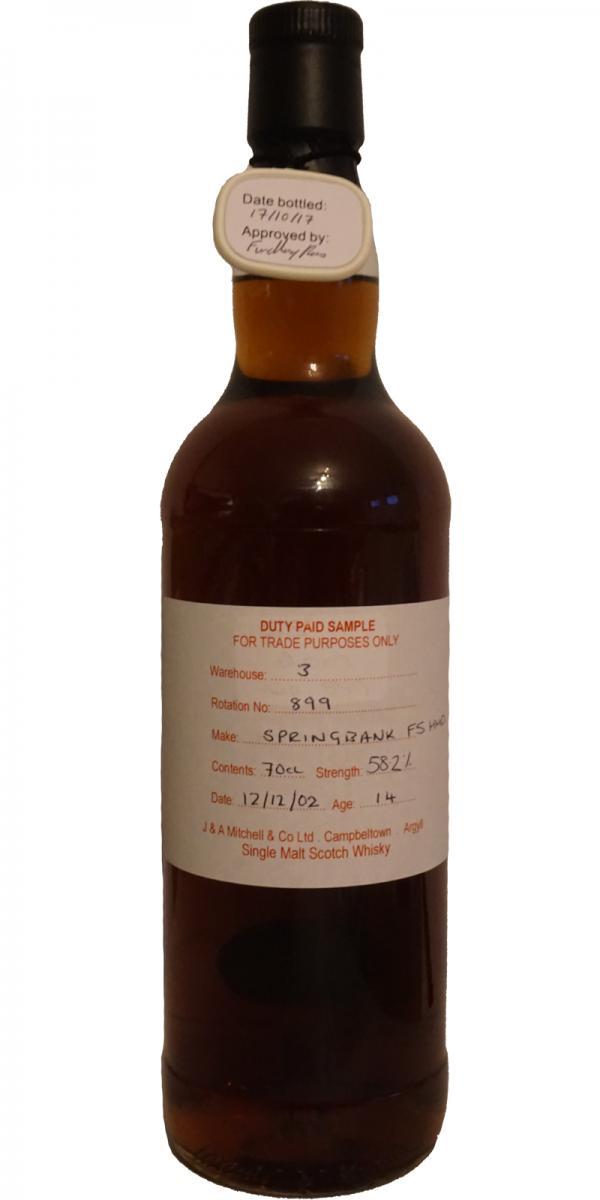 Date bottled:
17/10/17
Approved by:
DUTY PAID SAMPLE
FOR TRADE PURPOSES ONLY
Warehouse: 3
Rotation No: 899
Make: SPRINGBANK FS HHD
Contents: 70cl Strength: 58.2%
Date: 12/12/02 Age: 14
J & A Mitchell & Co Ltd . Campbeltown . Argyll
Single Malt Scotch Whisky